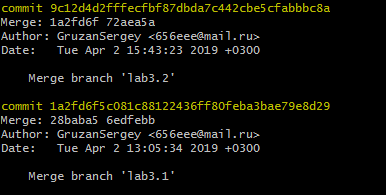 commit 9c12d4d2fffecfbf87dbda7c442cbe5cfabbbc8a
Merge: 1a2fd6f 72aea5a
Author: GruzanSergey <656eee@mail.ru>
Date:   Tue Apr 2 15:43:23 2019 +0300
Merge branch 'lab3.2'
commit 1a2fd6f5c081c88122436ff80feba3bae79e8d29
Merge: 28baba5 6edfebb
Author: GruzanSergey <656eee@mail.ru>
Date:   Tue Apr 2 13:05:34 2019 +0300
Merge branch 'lab3.1'